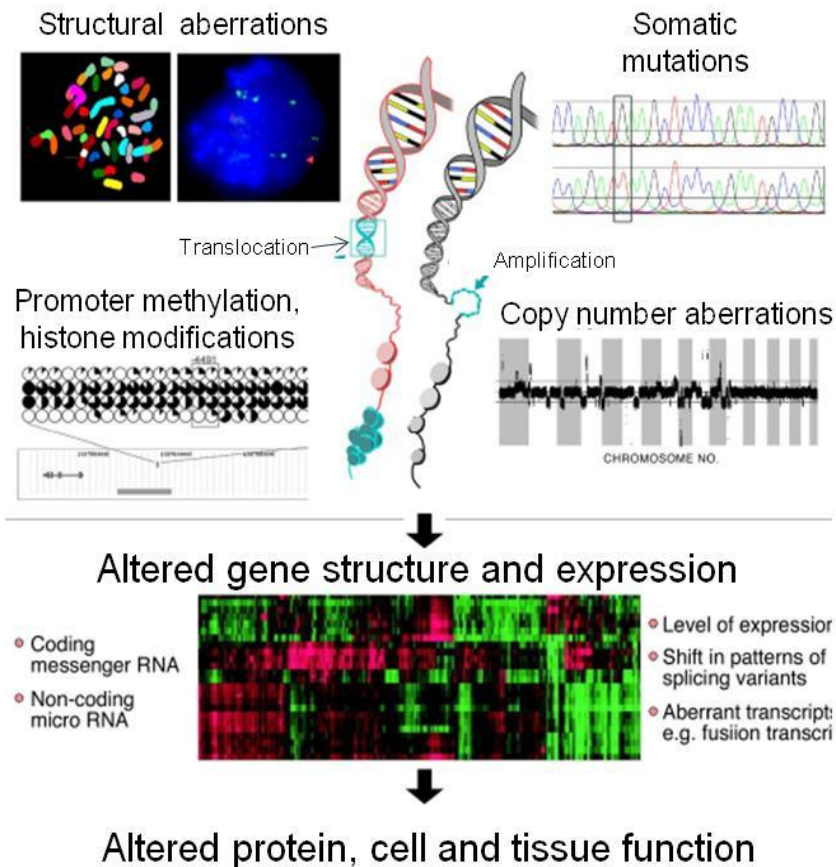 Structural aberrations
Somatic
mutations
Translocation
Amplification
Promoter methylation,
histone modifications
Copy number aberrations
-4491
CHROMOSOME NO.
Altered gene structure and expression
Coding
messenger RNA
Non-coding
micro RNA
Level of expression
Shift in patterns of
splicing variants
Aberrant transcripts
e.g. fusiion transcri
Altered protein, cell and tissue function